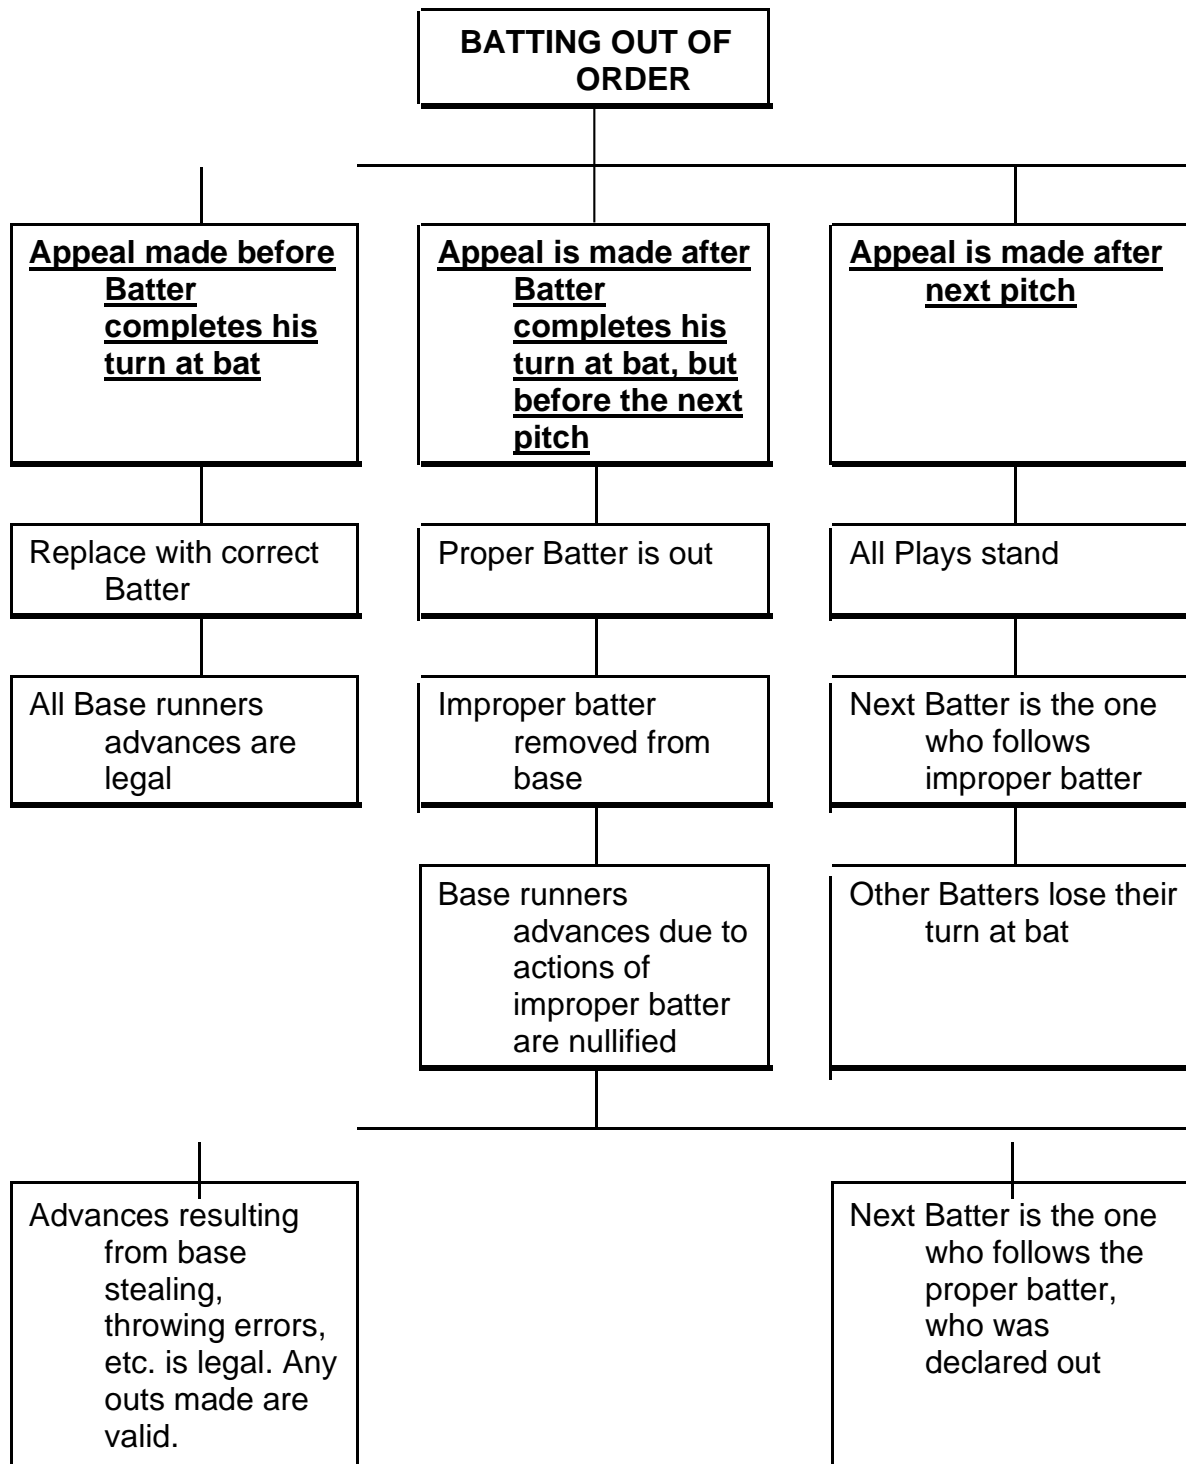 BATTING OUT OF
ORDER
Appeal made before
Batter
completes his
turn at bat
Appeal is made after
Batter
completes his
turn at bat, but
before the next
pitch
Appeal is made after
next pitch
Replace with correct
Batter
Proper Batter is out
All Plays stand
All Base runners
advances are
legal
Improper batter
removed from
base
Next Batter is the one
who follows
improper batter
Base runners
advances due to
actions of
improper batter
are nullified
Other Batters lose their
turn at bat
Advances resulting
from base
stealing,
throwing errors,
etc. is legal. Any
outs made are
valid.
Next Batter is the one
who follows the
proper batter,
who was
declared out